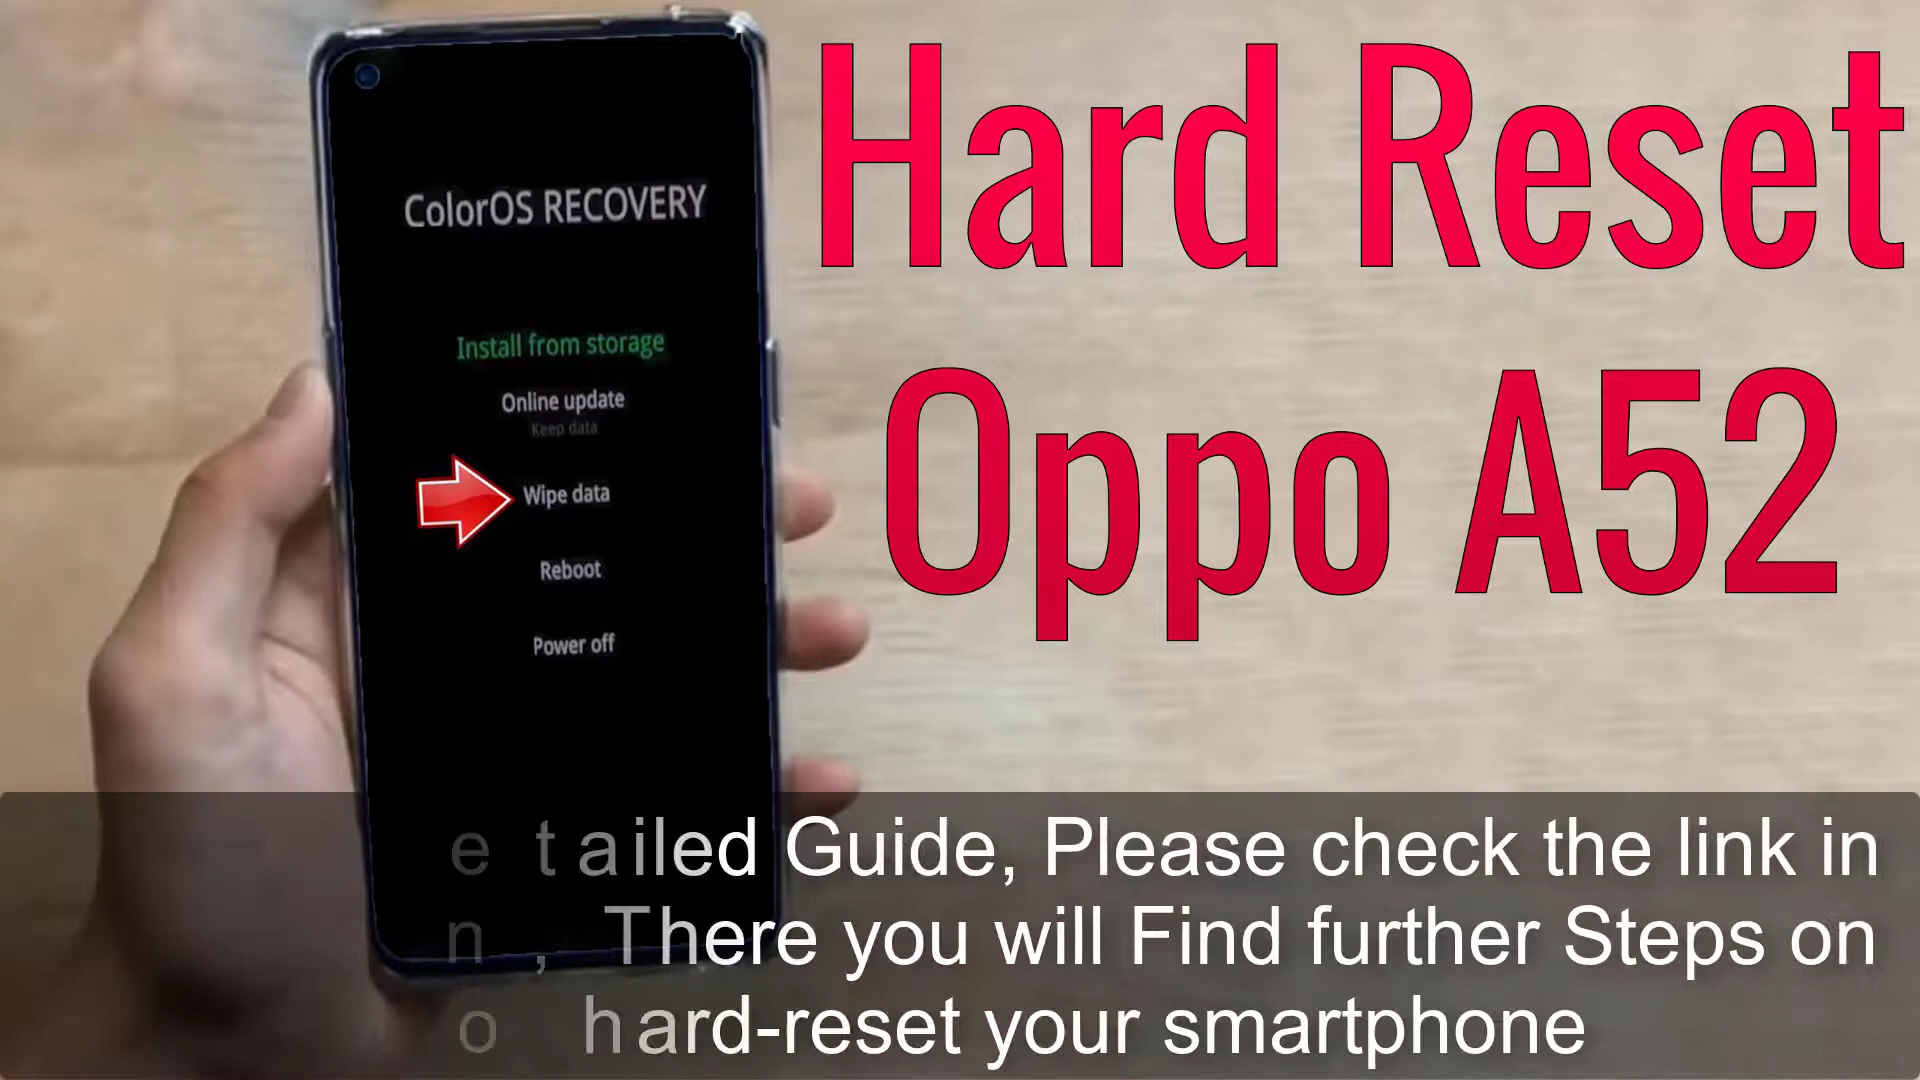 Hard Reset
Oppo A52
ColorOS RECOVERY
Install from storage
Online update
Keep data
Wipe data
Reboot
Power off
etailed Guide, Please check the link in
n, There you will Find further Steps on
o hard-reset your smartphone